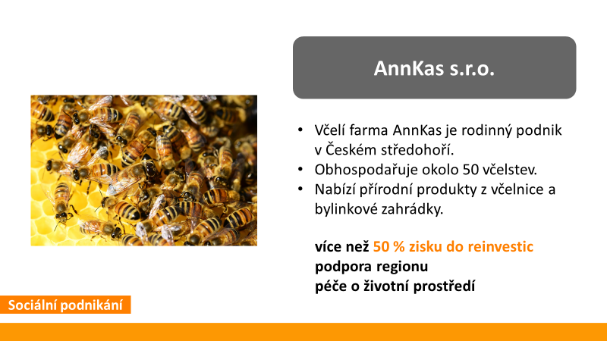 AnnKas s.r.o.
• Včelí farma AnnKas je rodinný podnik
v Českém středohoří.
• Obhospodařuje okolo 50 včelstev.
• Nabízí přírodní produkty z včelnice a
bylinkové zahrádky.
více než 50 % zisku do reinvestic
podpora regionu
péče o životní prostředí
Sociální podnikání